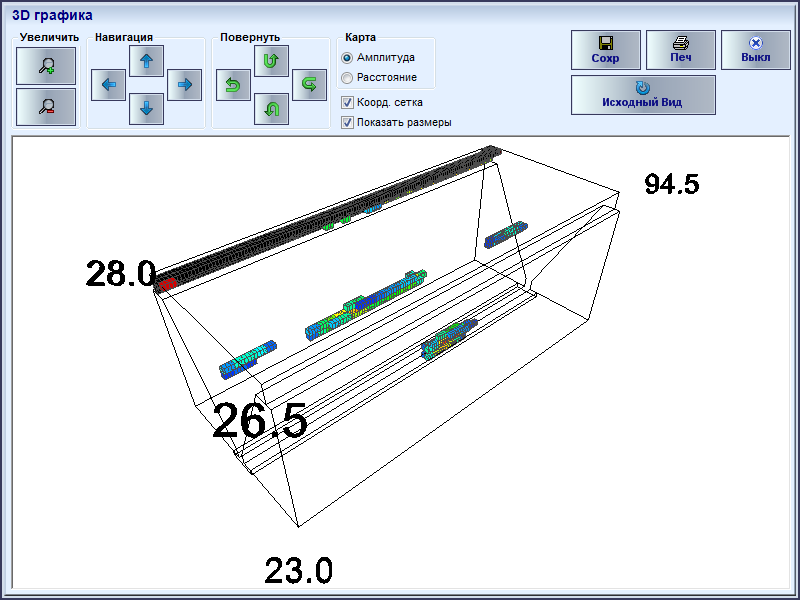 3D графика
Увеличить
Навигация
Повернуть
Карта
Амплитуда
Расстояние
Коорд. сетка
Показать размеры
Сохр
Печ
Выкл
Исходный Вид
94.5
28.0
26.5
23.0